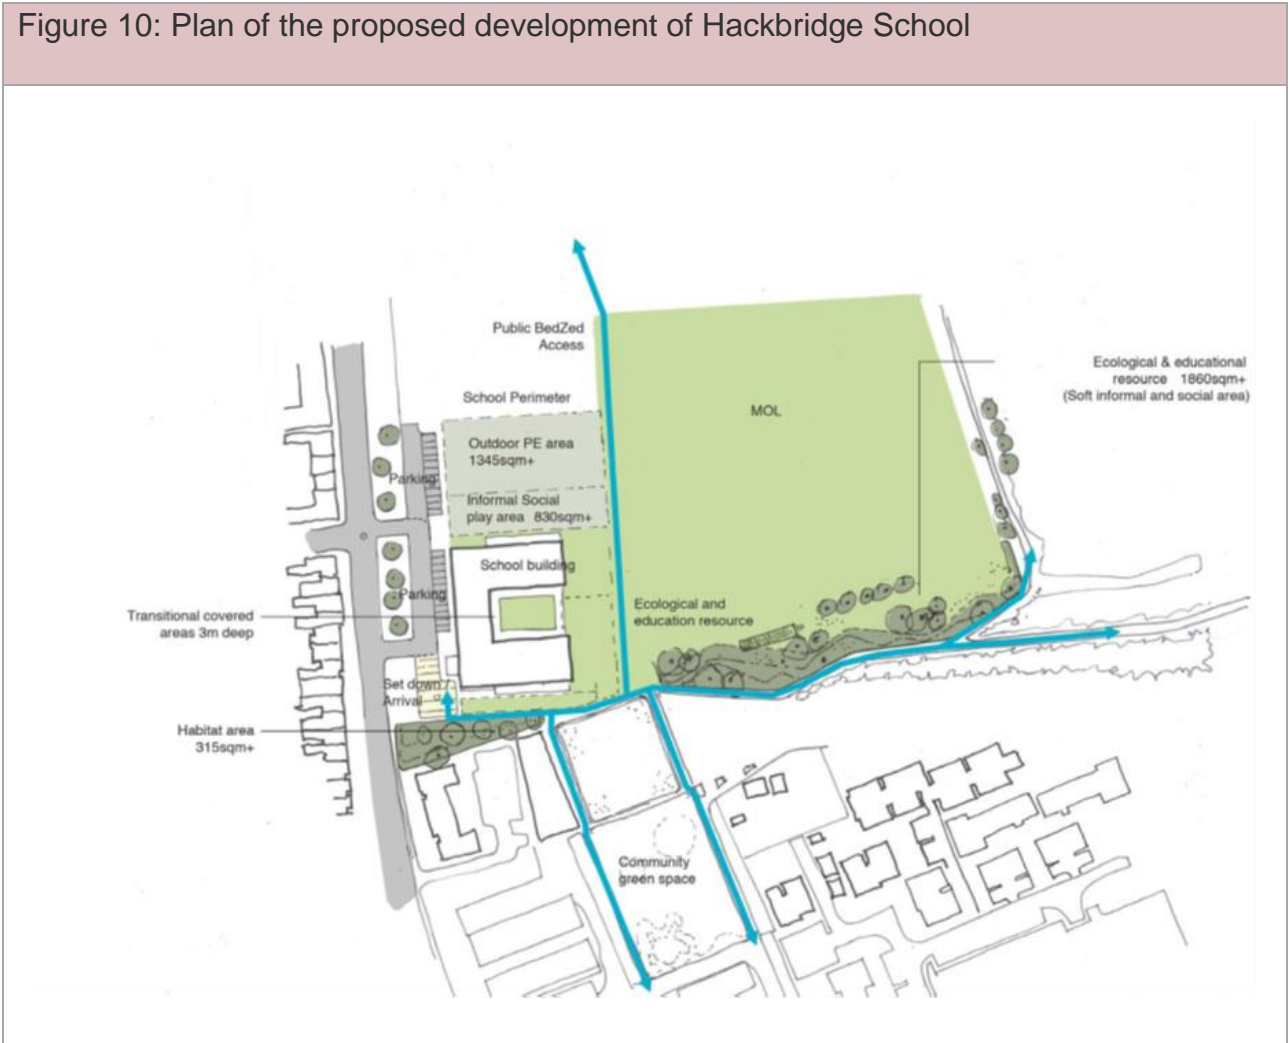 Figure 10: Plan of the proposed development of Hackbridge School
Public BedZed
Access
School Perimeter
Outdoor PE area
1345sqm+
Informal Social
play area 830sqm+
Parking
School building
Parking
Transitional covered
areas 3m deep
Set down /
Arrival
Habitat area
315sqm+
MOL
Ecological & educational
resource 1860sqm+
(Soft informal and social area)
Ecological and
education resource
Community
green space